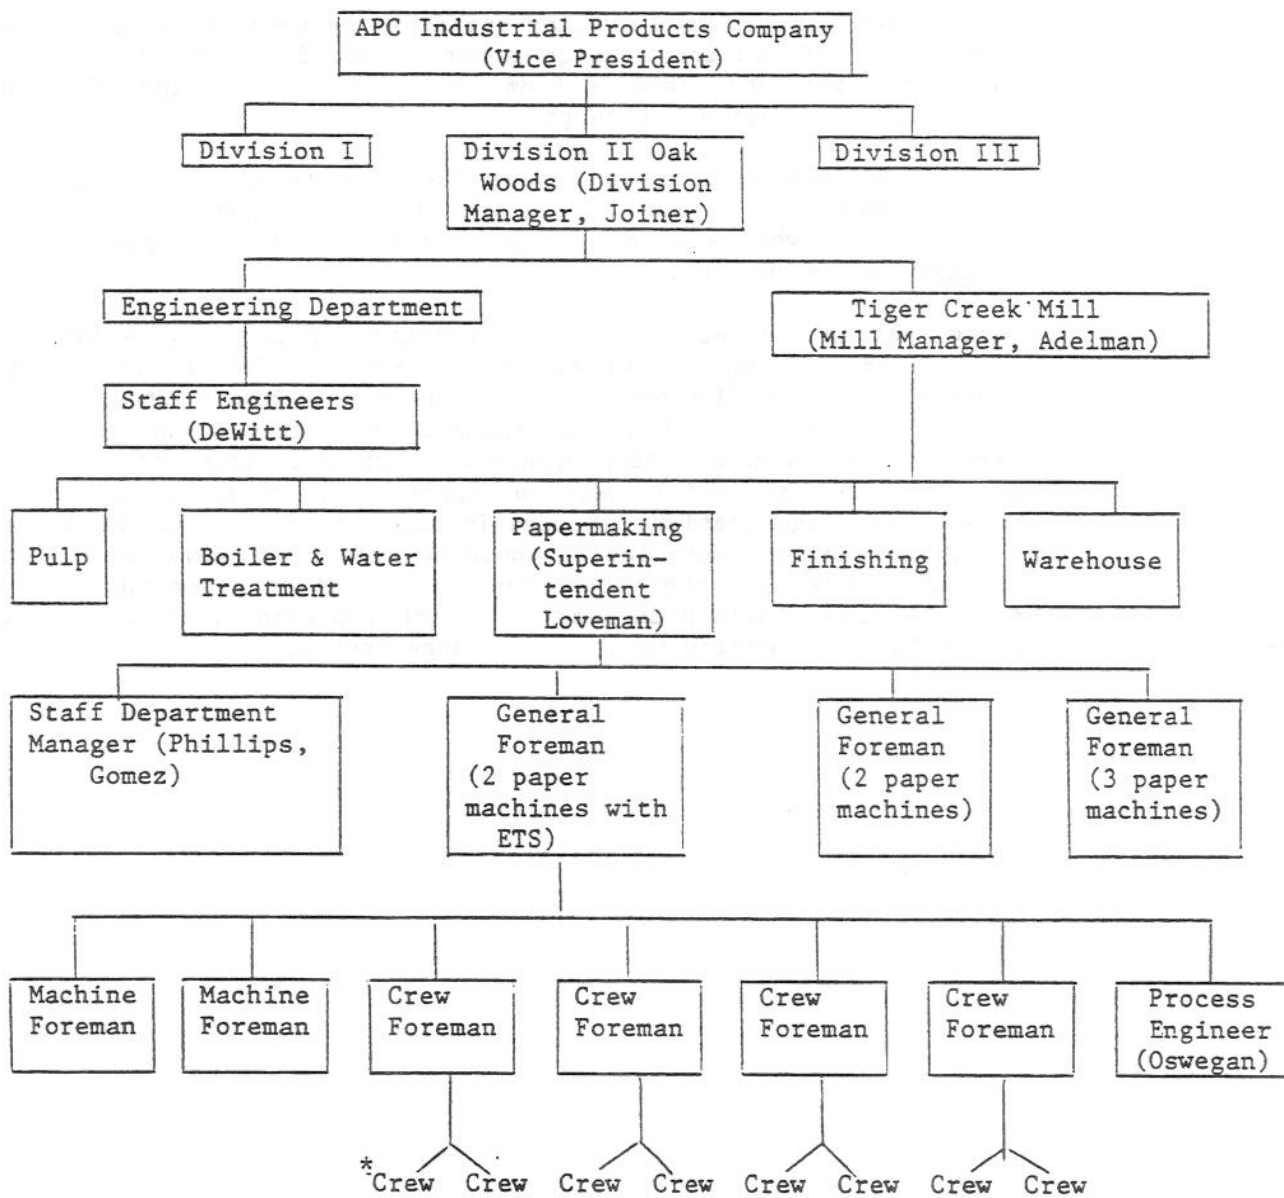 APC Industrial Products Company
(Vice President)
Division I
Division II Oak
Woods (Division
Manager, Joiner)
Division III
Engineering Department
Tiger Creek Mill
(Mill Manager, Adelman)
Staff Engineers
(DeWitt)
Pulp
Boiler & Water
Treatment
Papermaking
(Superin-
tendent
Loveman)
Finishing
Warehouse
Staff Department
Manager (Phillips,
Gomez)
General
Foreman
(2 paper
machines with
ETS)
General
Foreman
(2 paper
machines)
General
Foreman
(3 paper
machines)
Machine
Foreman
Machine
Foreman
Crew
Foreman
Crew
Foreman
Crew
Foreman
Crew
Foreman
Process
Engineer
(Oswegan)
*Crew Crew Crew Crew Crew Crew Crew Crew